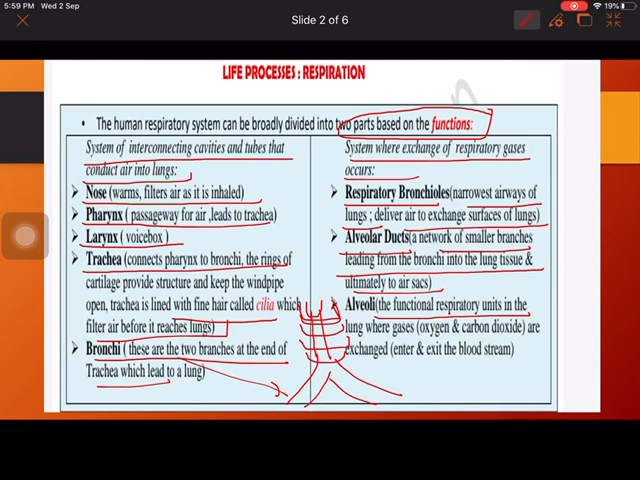 5:59 PM Wed 2 Sep
19%
Slide 2 of 6
LIFE PROCESSES : RESPIRATION
• The human respiratory system can be broadly divided into two parts based on the functions:
System of interconnecting cavities and tubes that
conduct air into lungs:
Nose (warms, filters air as it is inhaled)
Pharynx ( passageway for air ,leads to trachea)
Larynx ( voicebox )
Trachea (connects pharynx to bronchi, the rings of
cartilage provide structure and keep the windpipe
open, trachea is lined with fine hair called cilia which
filter air before it reaches lungs)
Bronchi ( these are the two branches at the end of
Trachea which lead to a lung)
System where exchange of respiratory gases
occurs:
Respiratory Bronchioles(narrowest airways of
lungs ; deliver air to exchange surfaces of lungs)
Alveolar Ducts(a network of smaller branches
leading from the bronchi into the lung tissue &
ultimately to air sacs)
Alveoli (the functional respiratory units in the
lung where gases (oxygen & carbon dioxide) are
exchanged (enter & exit the blood stream)